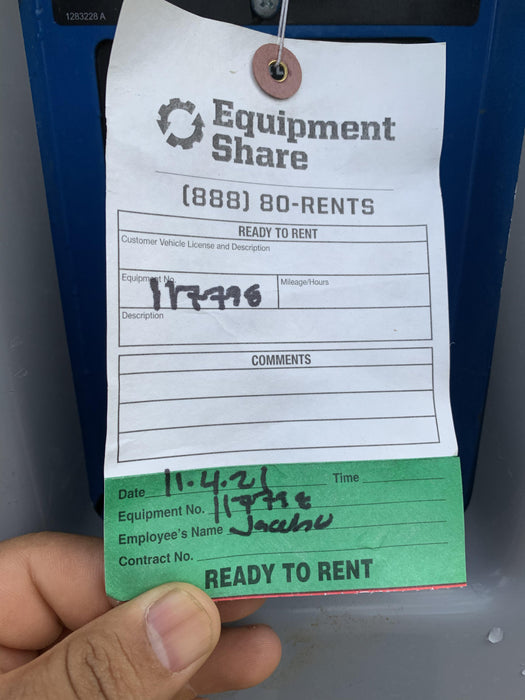 1283228 A
Equipment
Share
(888) 80-RENTS
READY TO RENT
Customer Vehicle License and Description
Equipment No. 117798
Mileage/Hours
Description
COMMENTS
Date 11.4.21 Time
Equipment No. 117798
Employee's Name
Contract No.
READY TO RENT